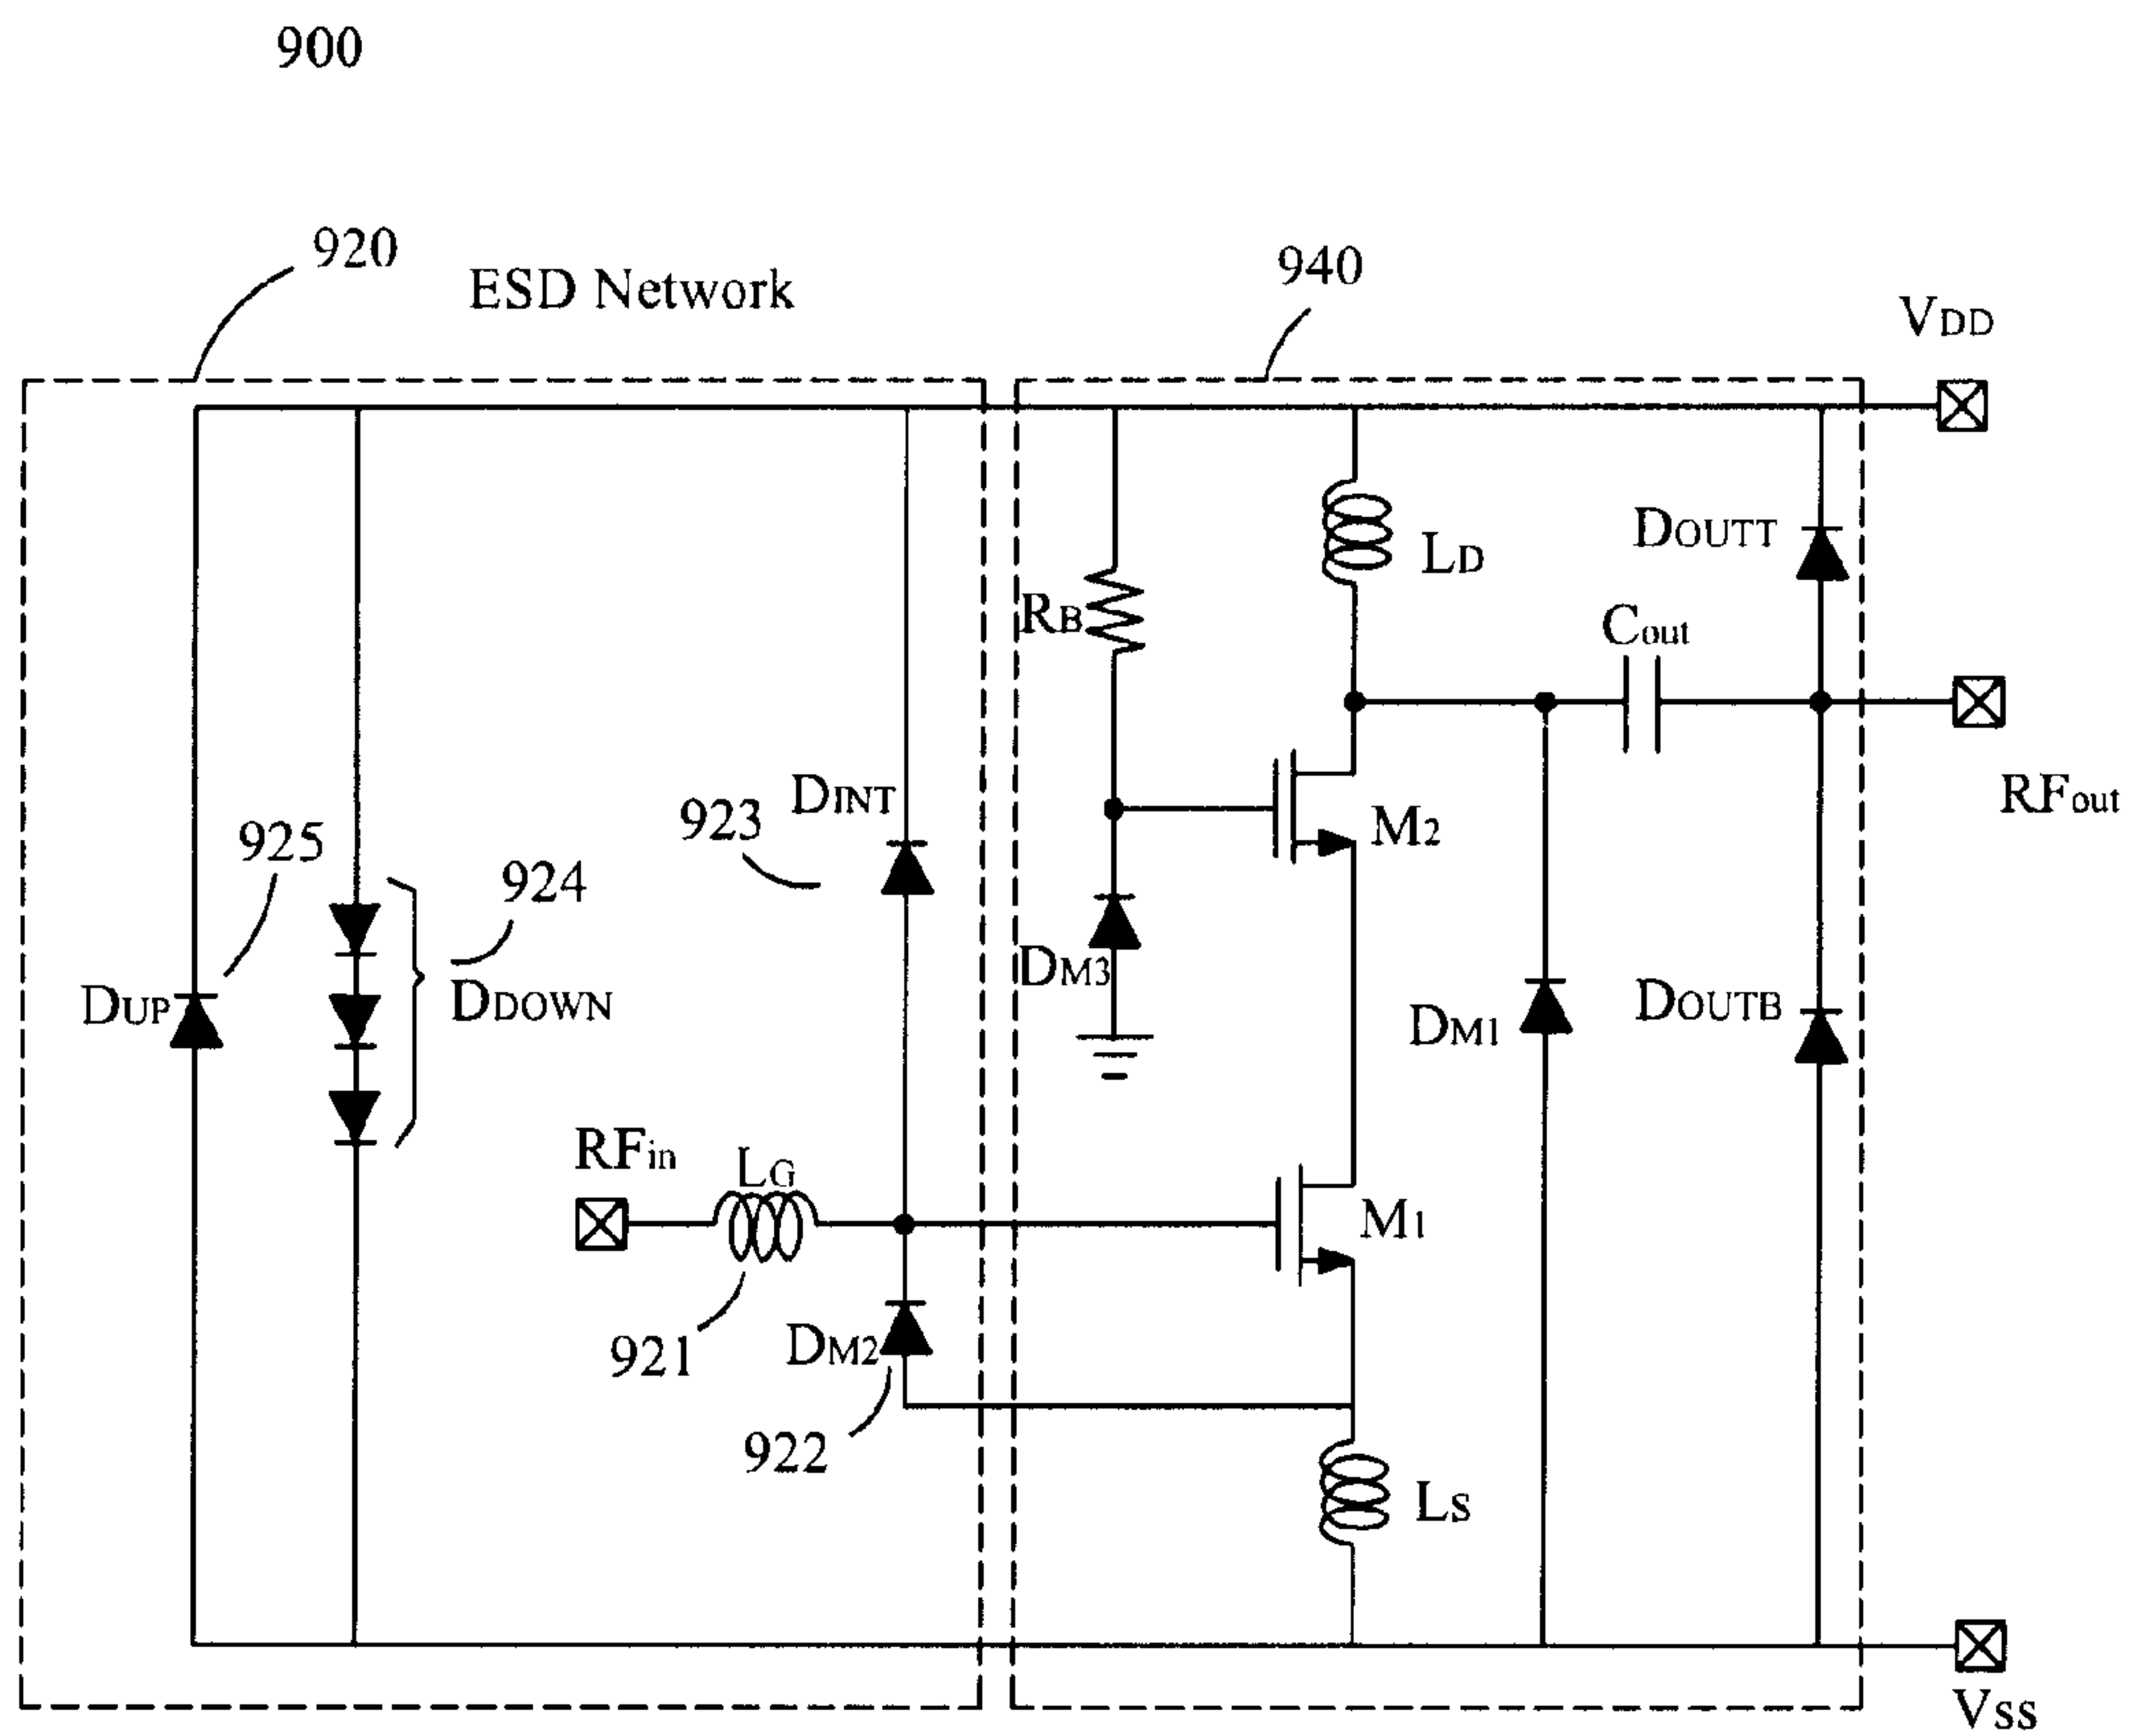 900
920
ESD Network
940
VDD
LD
DOUTT
RB
Cout
DINT
923
M2
RFout
925
924
DUP
DDOWN
DM3
DM1
DOUTB
RFin
LG
M1
921
DM2
922
LS
VSS